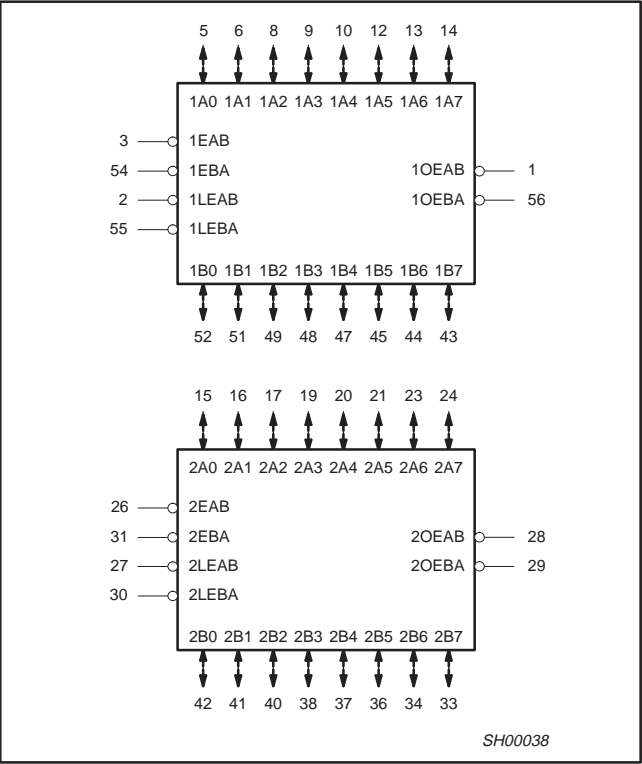 5 6 8 9 10 12 13 14
1A0 1A1 1A2 1A3 1A4 1A5 1A6 1A7
3 1EAB
54 1EBA 1OEAB 1
2 1LEAB 1OEBA 56
55 1LEBA
1B0 1B1 1B2 1B3 1B4 1B5 1B6 1B7
52 51 49 48 47 45 44 43
15 16 17 19 20 21 23 24
2A0 2A1 2A2 2A3 2A4 2A5 2A6 2A7
26 2EAB
31 2EBA 2OEAB 28
27 2LEAB 2OEBA 29
30 2LEBA
2B0 2B1 2B2 2B3 2B4 2B5 2B6 2B7
42 41 40 38 37 36 34 33
SH00038